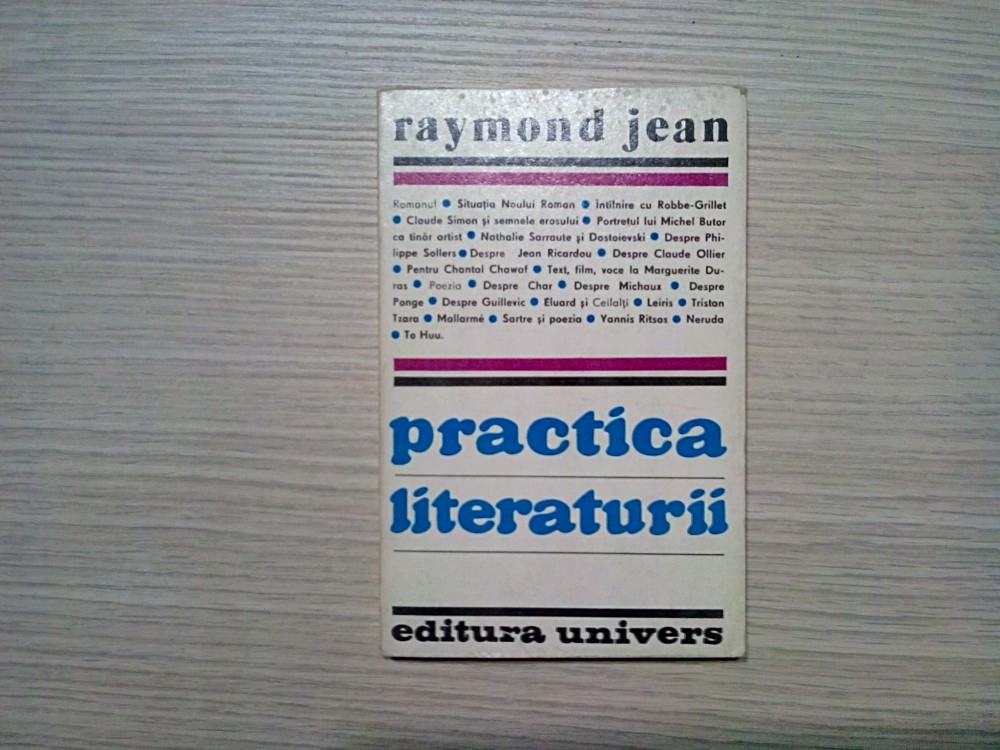 raymond jean
Romanul • Situația Noului Roman • Întîlnire cu Robbe-Grillet
• Claude Simon și semnele erosului • Portretul lui Michel Butor
ca tînăr artist • Nathalie Sarraute și Dostoievski • Despre Phi-
lippe Sollers • Despre Jean Ricardou • Despre Claude Ollier
• Pentru Chantal Chawaf • Text, film, voce la Marguerite Du-
ras • Poezia • Despre Char • Despre Michaux • Despre
Ponge • Despre Guillevic • Eluard și Ceilalți • Leiris • Tristan
Tzara • Mallarmé • Sartre și poezia • Yannis Ritsos • Neruda
• To Huu.
practica
literaturii
editura univers